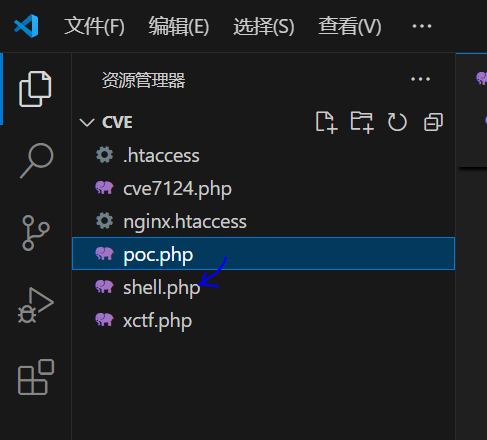 文件(F) 编辑(E) 选择(S) 查看(V) ···
资源管理器 ···
CVE
.htaccess
cve7124.php
nginx.htaccess
poc.php
shell.php
xctf.php